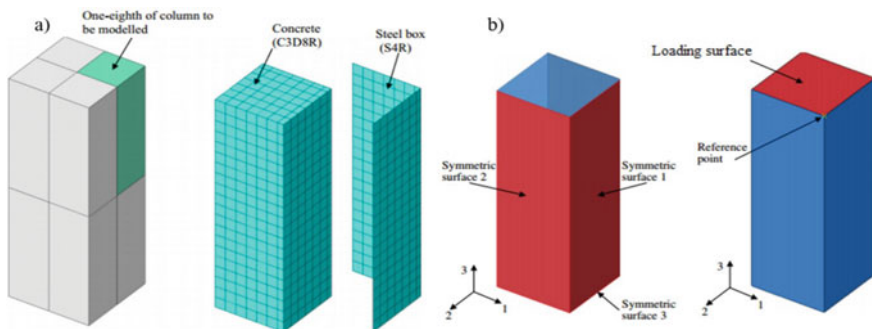 a)
One-eighth of column to
be modelled
Concrete
(C3D8R)
Steel box
(S4R)
b)
Loading surface
Symmetric
surface 2
Symmetric
surface 1
Reference
point
3
2
1
Symmetric
surface 3
3
2
1